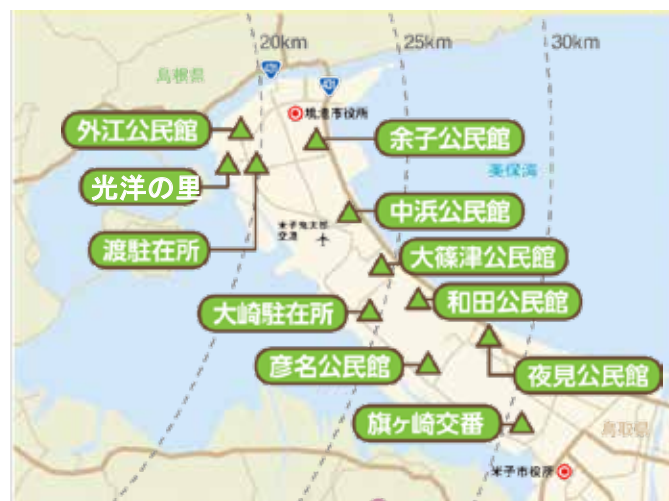 20km
25km
30km
島根県
431
431
境港市役所
外江公民館
余子公民館
光洋の里
美保湾
中浜公民館
米子鬼太郎
空港
渡駐在所
大篠津公民館
大崎駐在所
和田公民館
彦名公民館
夜見公民館
旗ヶ崎交番
鳥取県
米子市役所